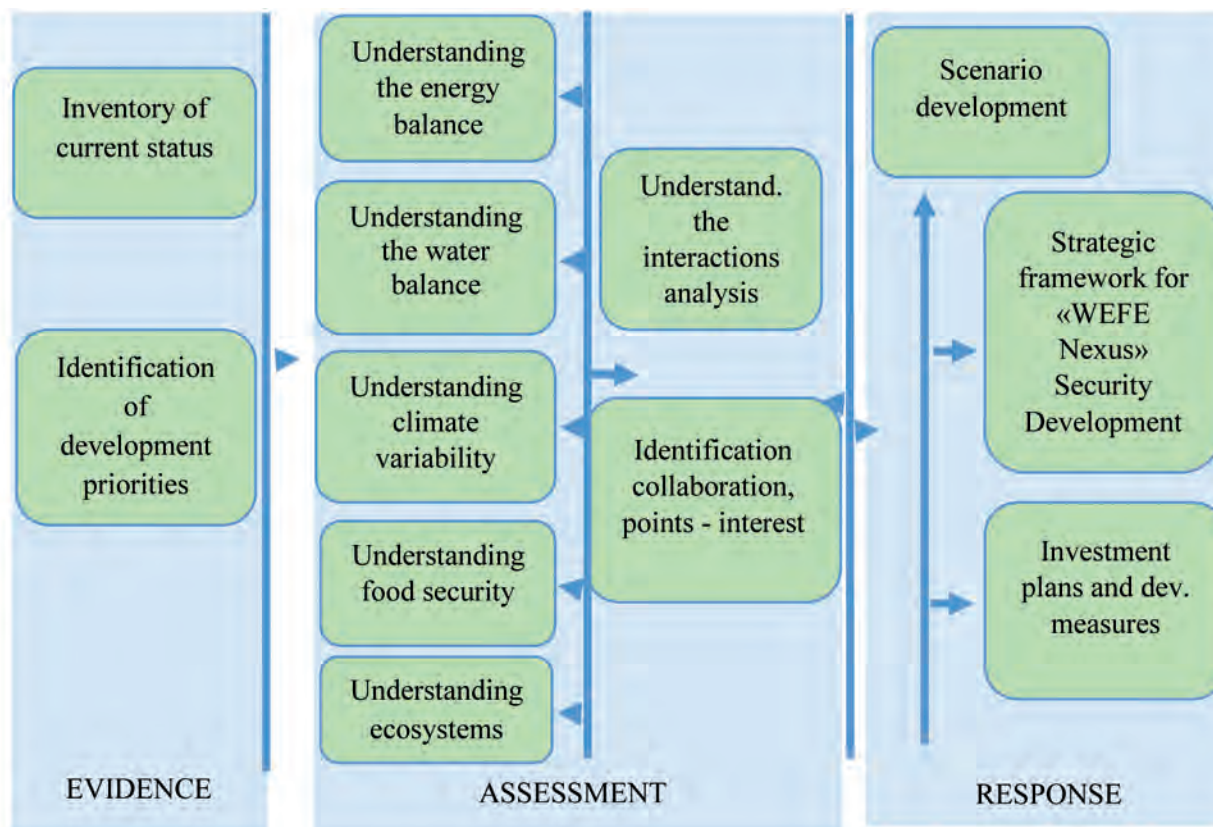 Inventory of
current status
Identification
of
development
priorities
EVIDENCE
Understanding
the energy
balance
Understanding
the water
balance
Understanding
climate
variability
Understanding
food security
Understanding
ecosystems
Understand.
the
interactions
analysis
Identification
collaboration,
points - interest
ASSESSMENT
Scenario
development
Strategic
framework for
«WEFE
Nexus»
Security
Development
Investment
plans and dev.
measures
RESPONSE